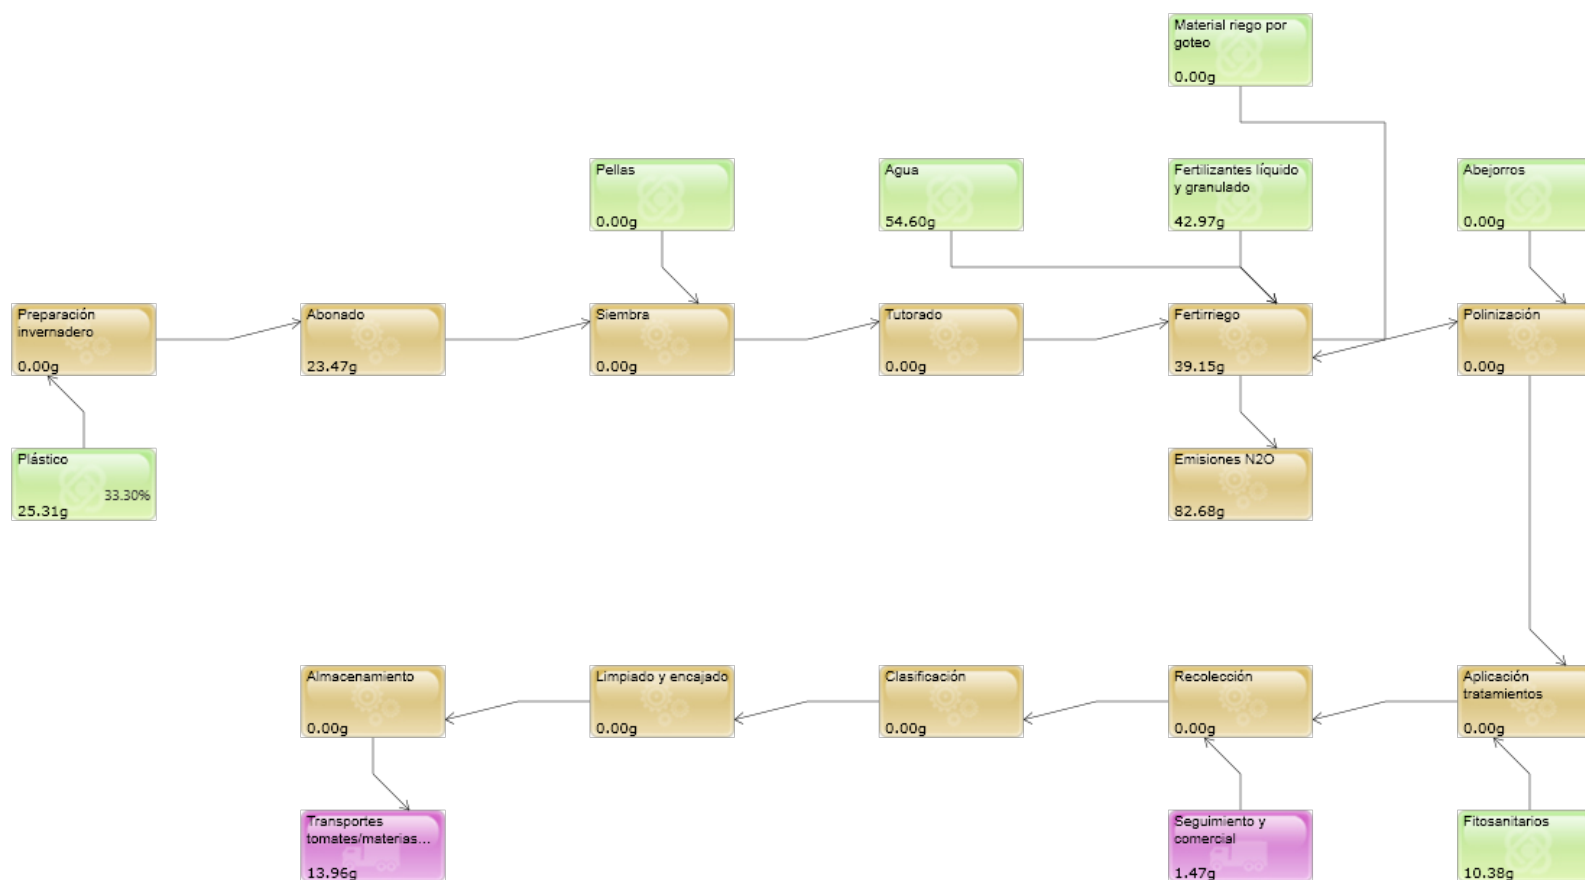 Material riego por
goteo
0.00g
Pellas
0.00g
Agua
54.60g
Fertilizantes líquido
y granulado
42.97g
Abejorros
0.00g
Preparación
invernadero
0.00g
Abonado
23.47g
Siembra
0.00g
Tutorado
0.00g
Fertirriego
39.15g
Polinización
0.00g
Plástico
33.30%
25.31g
Emisiones N2O
82.68g
Almacenamiento
0.00g
Limpiado y encajado
0.00g
Clasificación
0.00g
Recolección
0.00g
Aplicación
tratamientos
0.00g
Transportes
tomates/materias...
13.96g
Seguimiento y
comercial
1.47g
Fitosanitarios
10.38g